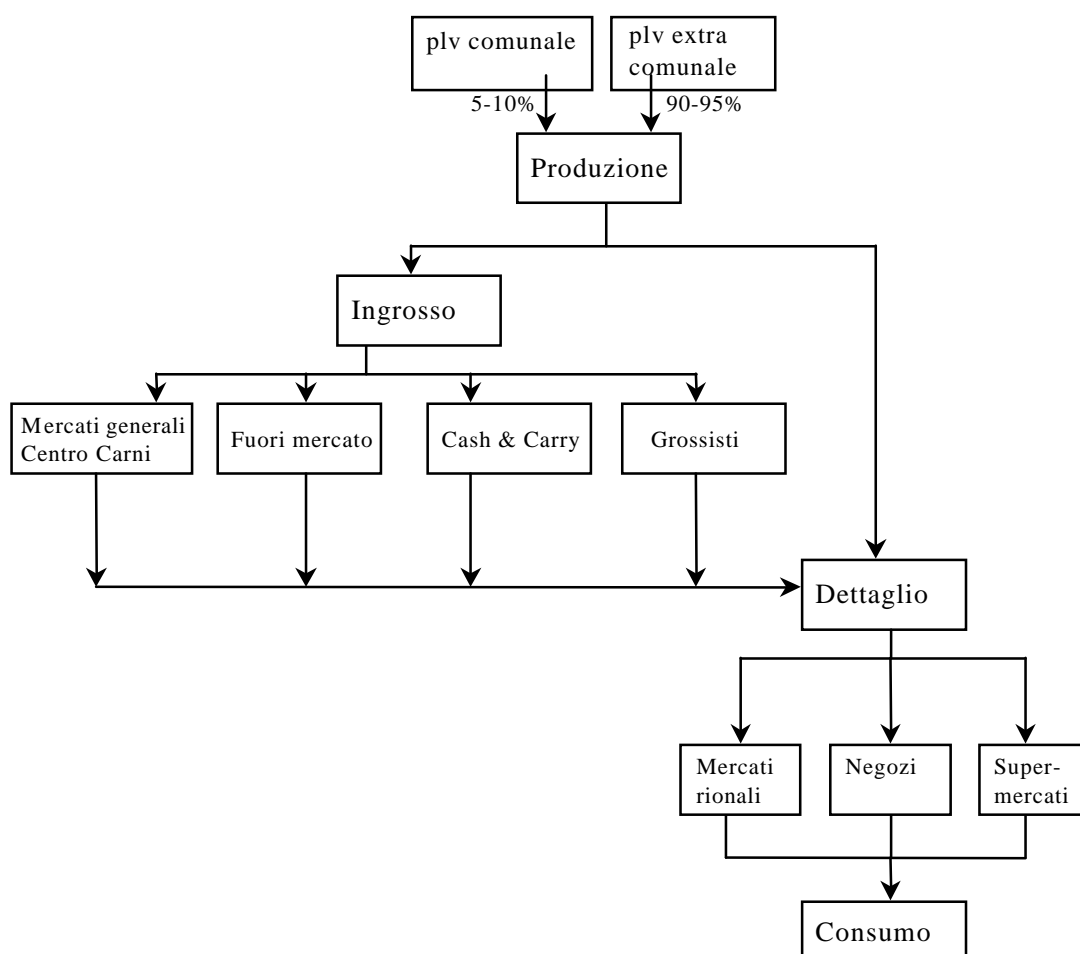 plv comunale
plv extra
comunale
5-10%
90-95%
Produzione
Ingrosso
Mercati generali
Centro Carni
Fuori mercato
Cash & Carry
Grossisti
Dettaglio
Mercati
rionali
Negozi
Super-
mercati
Consumo